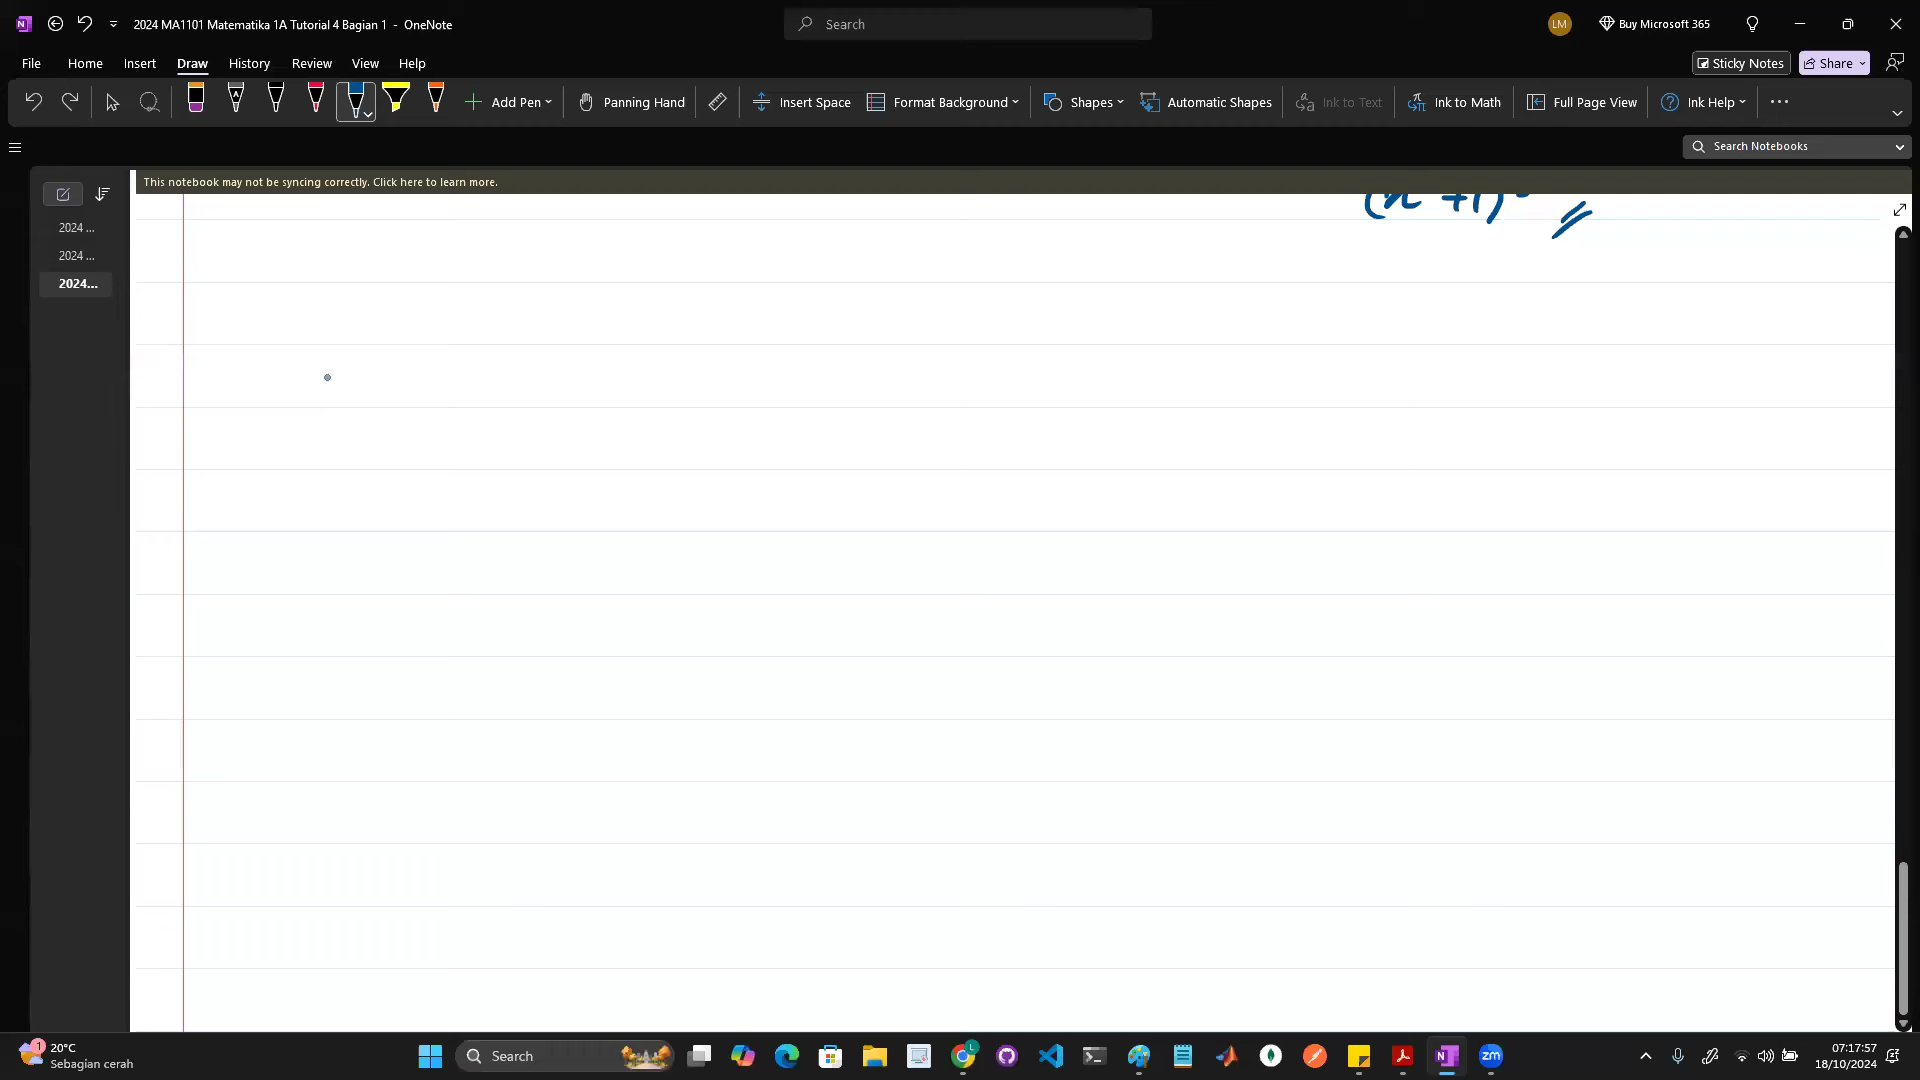 2024 MA1101 Matematika 1A Tutorial 4 Bagian 1 - OneNote
Search
LM
Buy Microsoft 365
File
Home
Insert
Draw
History
Review
View
Help
Sticky Notes
Share
Add Pen
Panning Hand
Insert Space
Format Background
Shapes
Automatic Shapes
Ink to Text
Ink to Math
Full Page View
Ink Help
Search Notebooks
This notebook may not be syncing correctly. Click here to learn more.
2024 ...
2024 ...
2024...
1
20°C
Sebagian cerah
Search
L
zm
07:17:57
18/10/2024